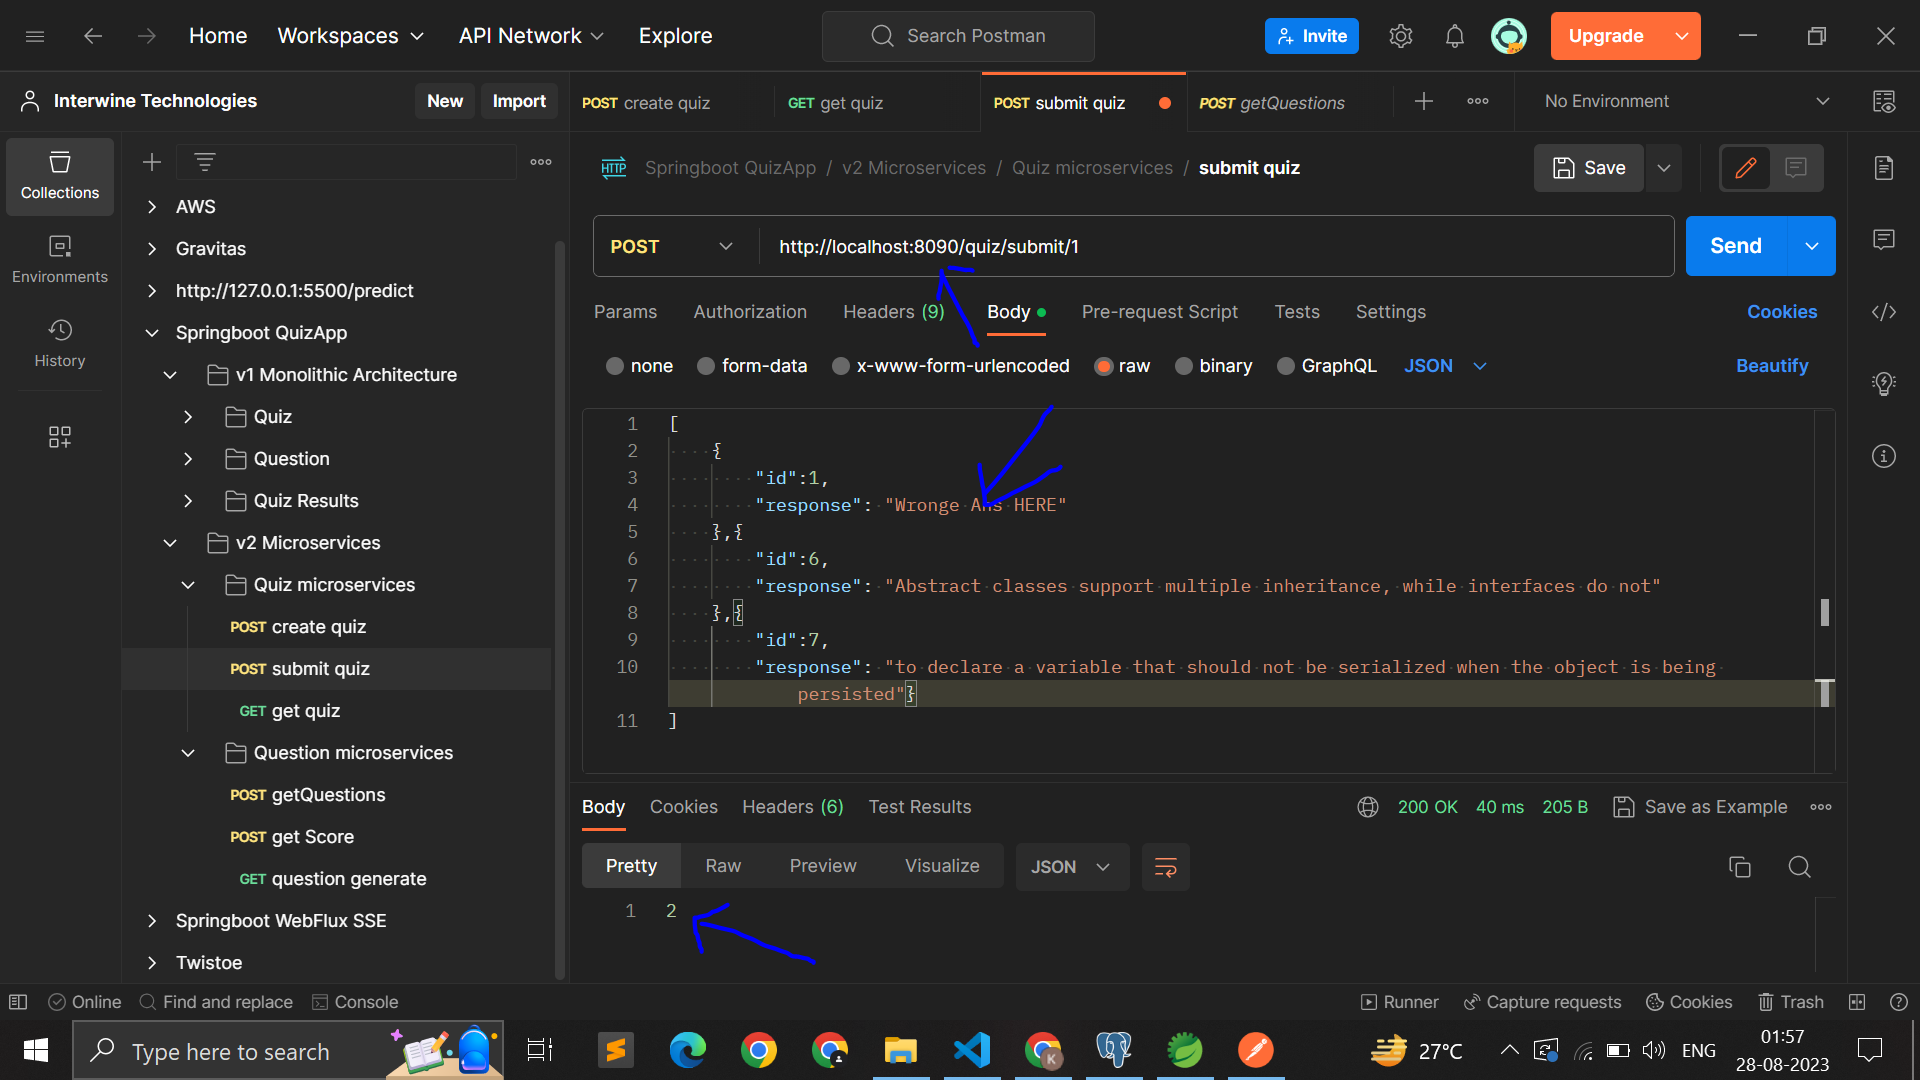 Home
Workspaces
API Network
Explore
Search Postman
Invite
Upgrade
Interwine Technologies
New
Import
POST create quiz
GET get quiz
POST submit quiz
POST getQuestions
No Environment
Collections
Environments
History
AWS
Gravitas
http://127.0.0.1:5500/predict
Springboot QuizApp
v1 Monolithic Architecture
Quiz
Question
Quiz Results
v2 Microservices
Quiz microservices
POST create quiz
POST submit quiz
GET get quiz
Question microservices
POST getQuestions
POST get Score
GET question generate
Springboot WebFlux SSE
Twistoe
HTTP Springboot QuizApp / v2 Microservices / Quiz microservices / submit quiz
Save
POST
http://localhost:8090/quiz/submit/1
Send
Params Authorization Headers (9) Body Pre-request Script Tests Settings
Cookies
none form-data x-www-form-urlencoded raw binary GraphQL JSON
Beautify
1 [
2 {
3 "id":1,
4 "response": "Wronge Ans HERE"
5 },{
6 "id":6,
7 "response": "Abstract classes support multiple inheritance, while interfaces do not"
8 },{
9 "id":7,
10 "response": "to declare a variable that should not be serialized when the object is being
persisted"}
11 ]
Body Cookies Headers (6) Test Results
200 OK 40 ms 205 B Save as Example
Pretty Raw Preview Visualize JSON
1 2
Online Find and replace Console
Runner Capture requests Cookies Trash
Type here to search
K
27°C
ENG
01:57
28-08-2023